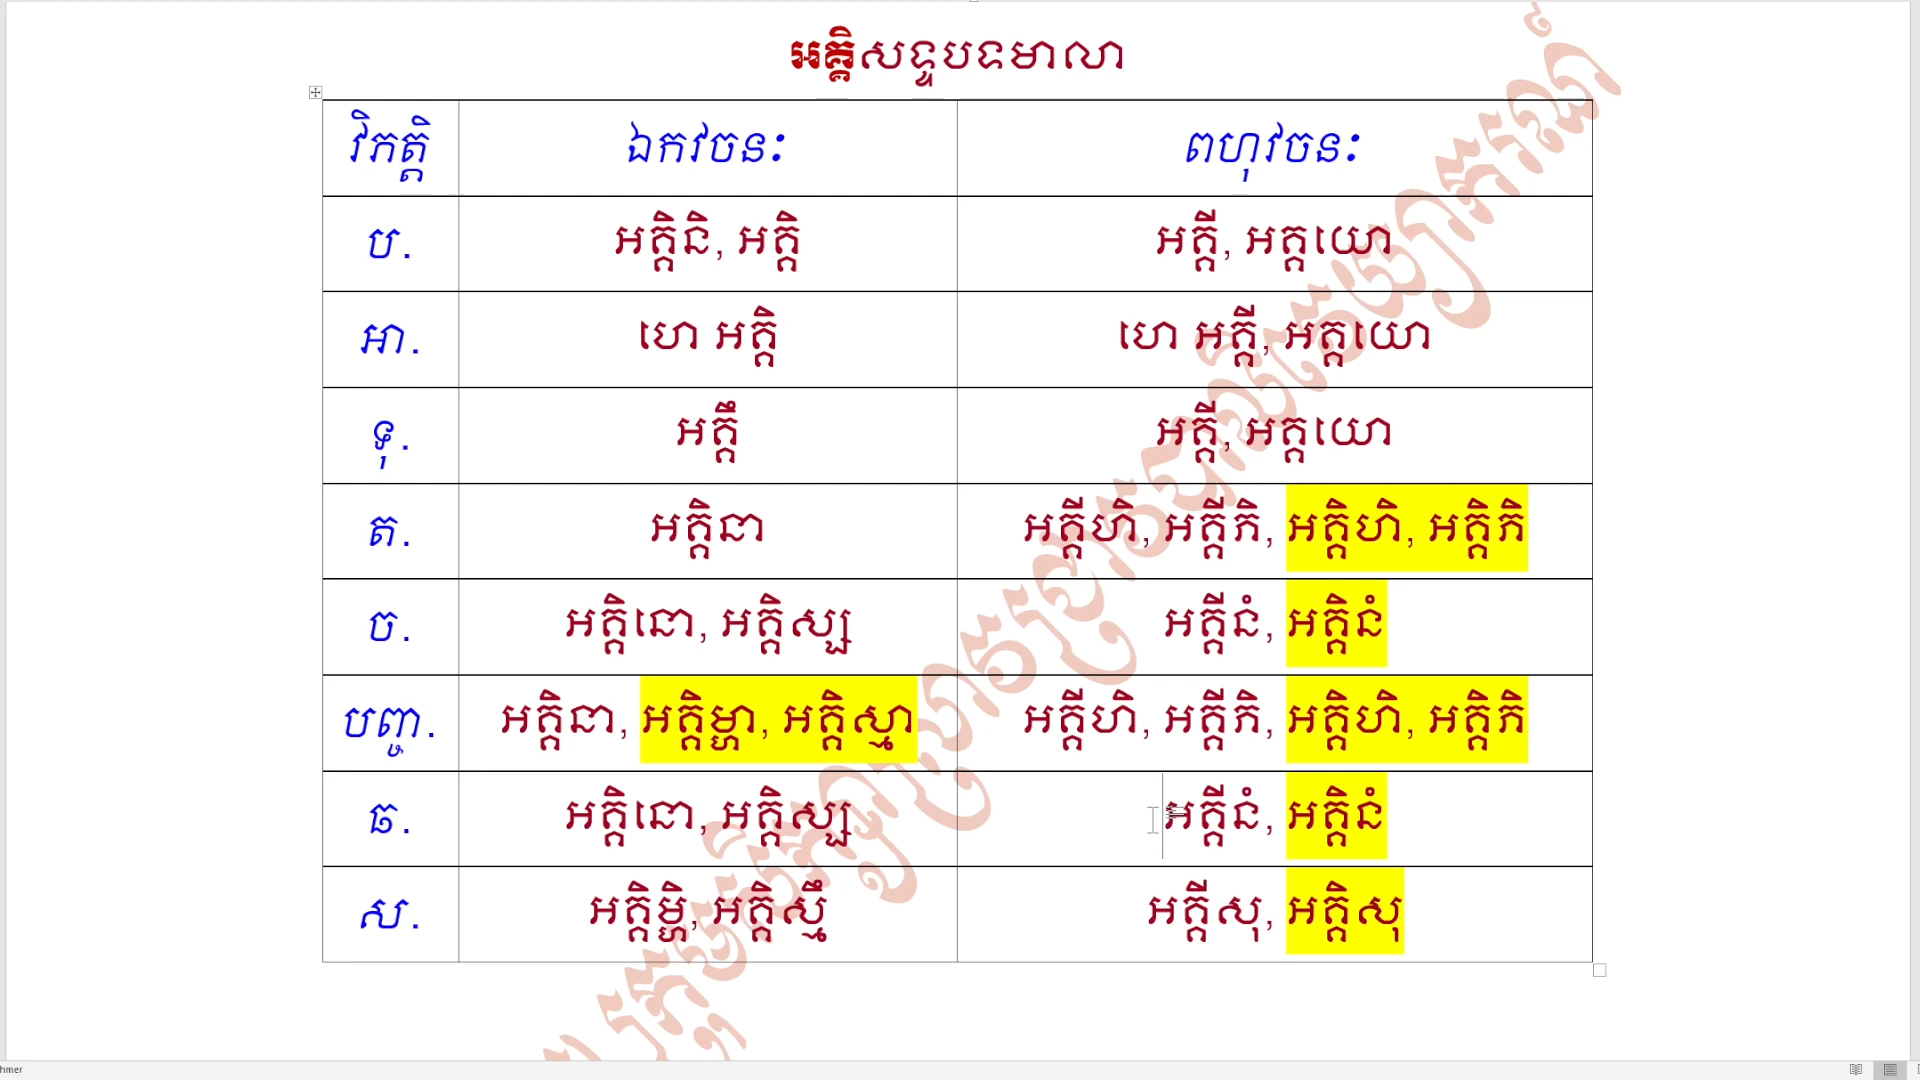 អគ្គិសទ្ទបទមាលា
វិភត្តិ ឯកវចនៈ ពហុវចនៈ
ប. អគ្គិនិ, អគ្គិ អគ្គី, អគ្គយោ
អា. ហេ អគ្គិ ហេ អគ្គី, អគ្គយោ
ទុ. អគ្គឹ អគ្គី, អគ្គយោ
ត. អគ្គិនា អគ្គីហិ, អគ្គីភិ, អគ្គិហិ, អគ្គិភិ
ច. អគ្គិនោ, អគ្គិស្ស អគ្គីនំ, អគ្គិនំ
បញ្ច. អគ្គិនា, អគ្គិម្ហា, អគ្គិស្មា អគ្គីហិ, អគ្គីភិ, អគ្គិហិ, អគ្គិភិ
ឆ. អគ្គិនោ, អគ្គិស្ស អគ្គីនំ, អគ្គិនំ
ស. អគ្គិម្ហិ, អគ្គិស្មឹ អគ្គីសុ, អគ្គិសុ
hmer